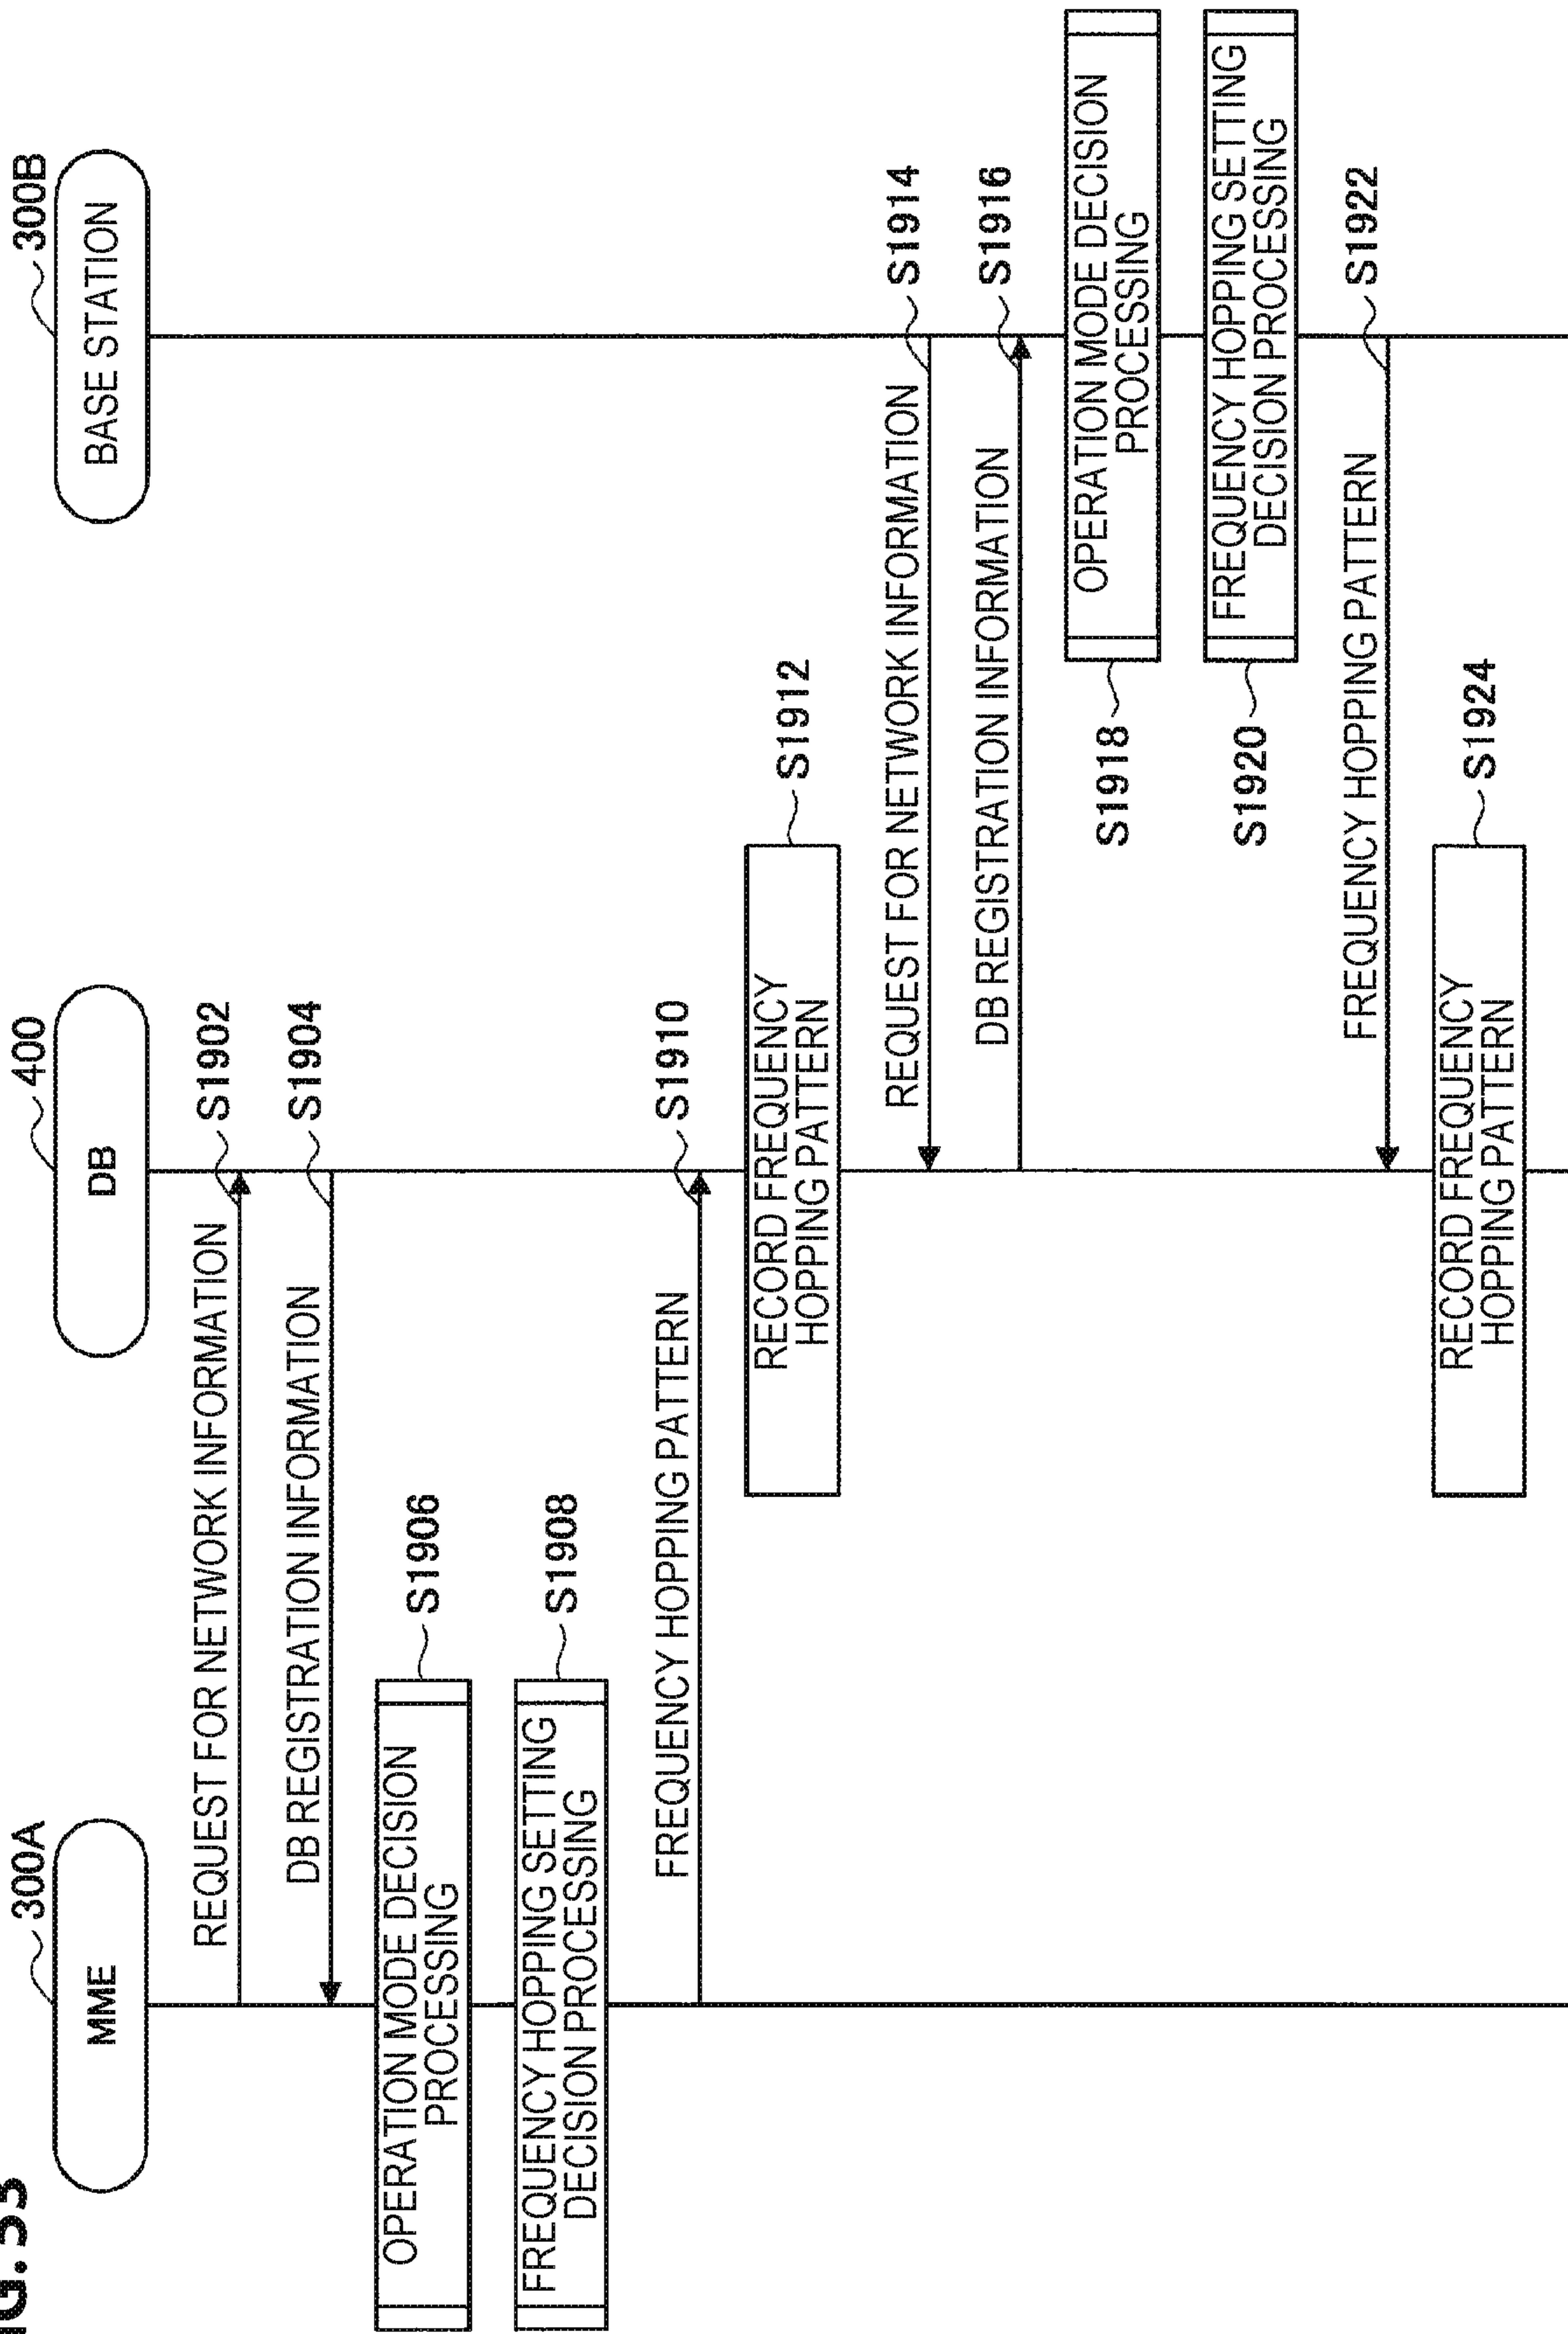 IG. 53
300A
MME
400
DB
300B
BASE STATION
REQUEST FOR NETWORK INFORMATION
S1902
DB REGISTRATION INFORMATION
S1904
OPERATION MODE DECISION
PROCESSING
S1906
FREQUENCY HOPPING SETTING
DECISION PROCESSING
S1908
FREQUENCY HOPPING PATTERN
S1910
RECORD FREQUENCY
HOPPING PATTERN
S1912
REQUEST FOR NETWORK INFORMATION
S1914
DB REGISTRATION INFORMATION
S1916
OPERATION MODE DECISION
PROCESSING
S1918
FREQUENCY HOPPING SETTING
DECISION PROCESSING
S1920
FREQUENCY HOPPING PATTERN
S1922
RECORD FREQUENCY
HOPPING PATTERN
S1924